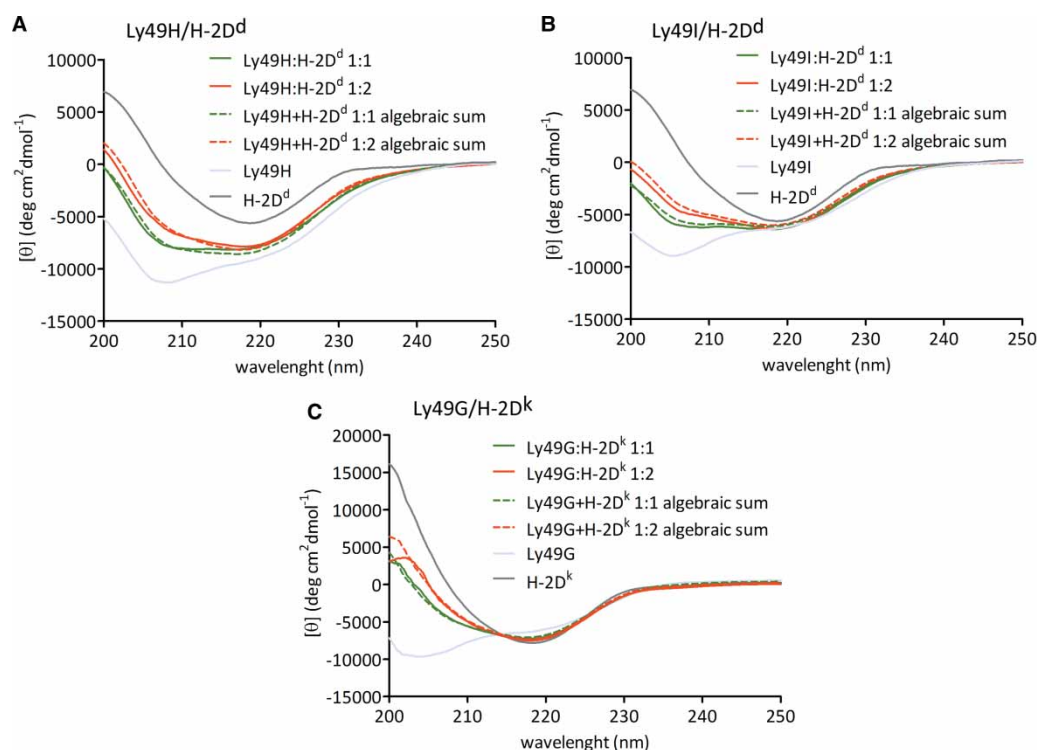 A
Ly49H/H-2Dᵈ
Ly49H:H-2Dᵈ 1:1
Ly49H:H-2Dᵈ 1:2
Ly49H+H-2Dᵈ 1:1 algebraic sum
Ly49H+H-2Dᵈ 1:2 algebraic sum
Ly49H
H-2Dᵈ
[θ] (deg cm² dmol⁻¹)
10000
5000
0
-5000
-10000
-15000
200 210 220 230 240 250
wavelenght (nm)
B
Ly49I/H-2Dᵈ
Ly49I:H-2Dᵈ 1:1
Ly49I:H-2Dᵈ 1:2
Ly49I+H-2Dᵈ 1:1 algebraic sum
Ly49I+H-2Dᵈ 1:2 algebraic sum
Ly49I
H-2Dᵈ
[θ] (deg cm² dmol⁻¹)
10000
5000
0
-5000
-10000
-15000
200 210 220 230 240 250
wavelenght (nm)
C
Ly49G/H-2Dᵏ
Ly49G:H-2Dᵏ 1:1
Ly49G:H-2Dᵏ 1:2
Ly49G+H-2Dᵏ 1:1 algebraic sum
Ly49G+H-2Dᵏ 1:2 algebraic sum
Ly49G
H-2Dᵏ
[θ] (deg cm² dmol⁻¹)
20000
15000
10000
5000
0
-5000
-10000
-15000
200 210 220 230 240 250
wavelenght (nm)